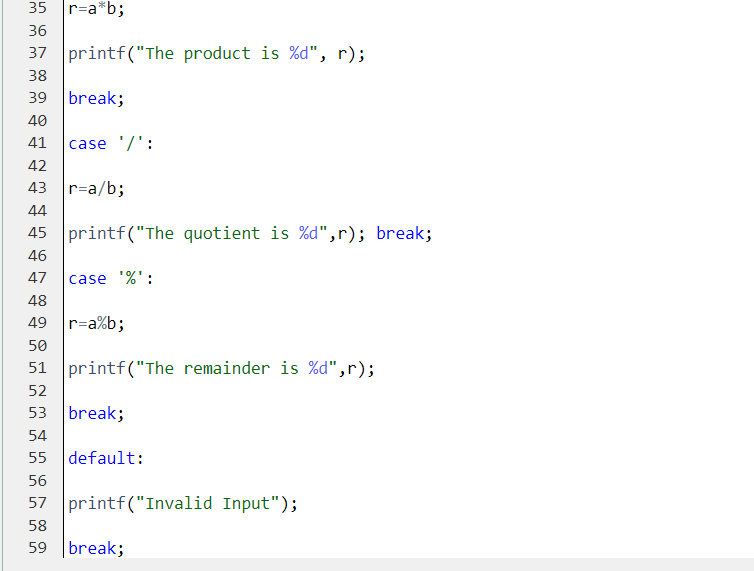 35 r=a*b;
36
37 printf("The product is %d", r);
38
39 break;
40
41 case '/':
42
43 r=a/b;
44
45 printf("The quotient is %d",r); break;
46
47 case '%':
48
49 r=a%b;
50
51 printf("The remainder is %d",r);
52
53 break;
54
55 default:
56
57 printf("Invalid Input");
58
59 break;